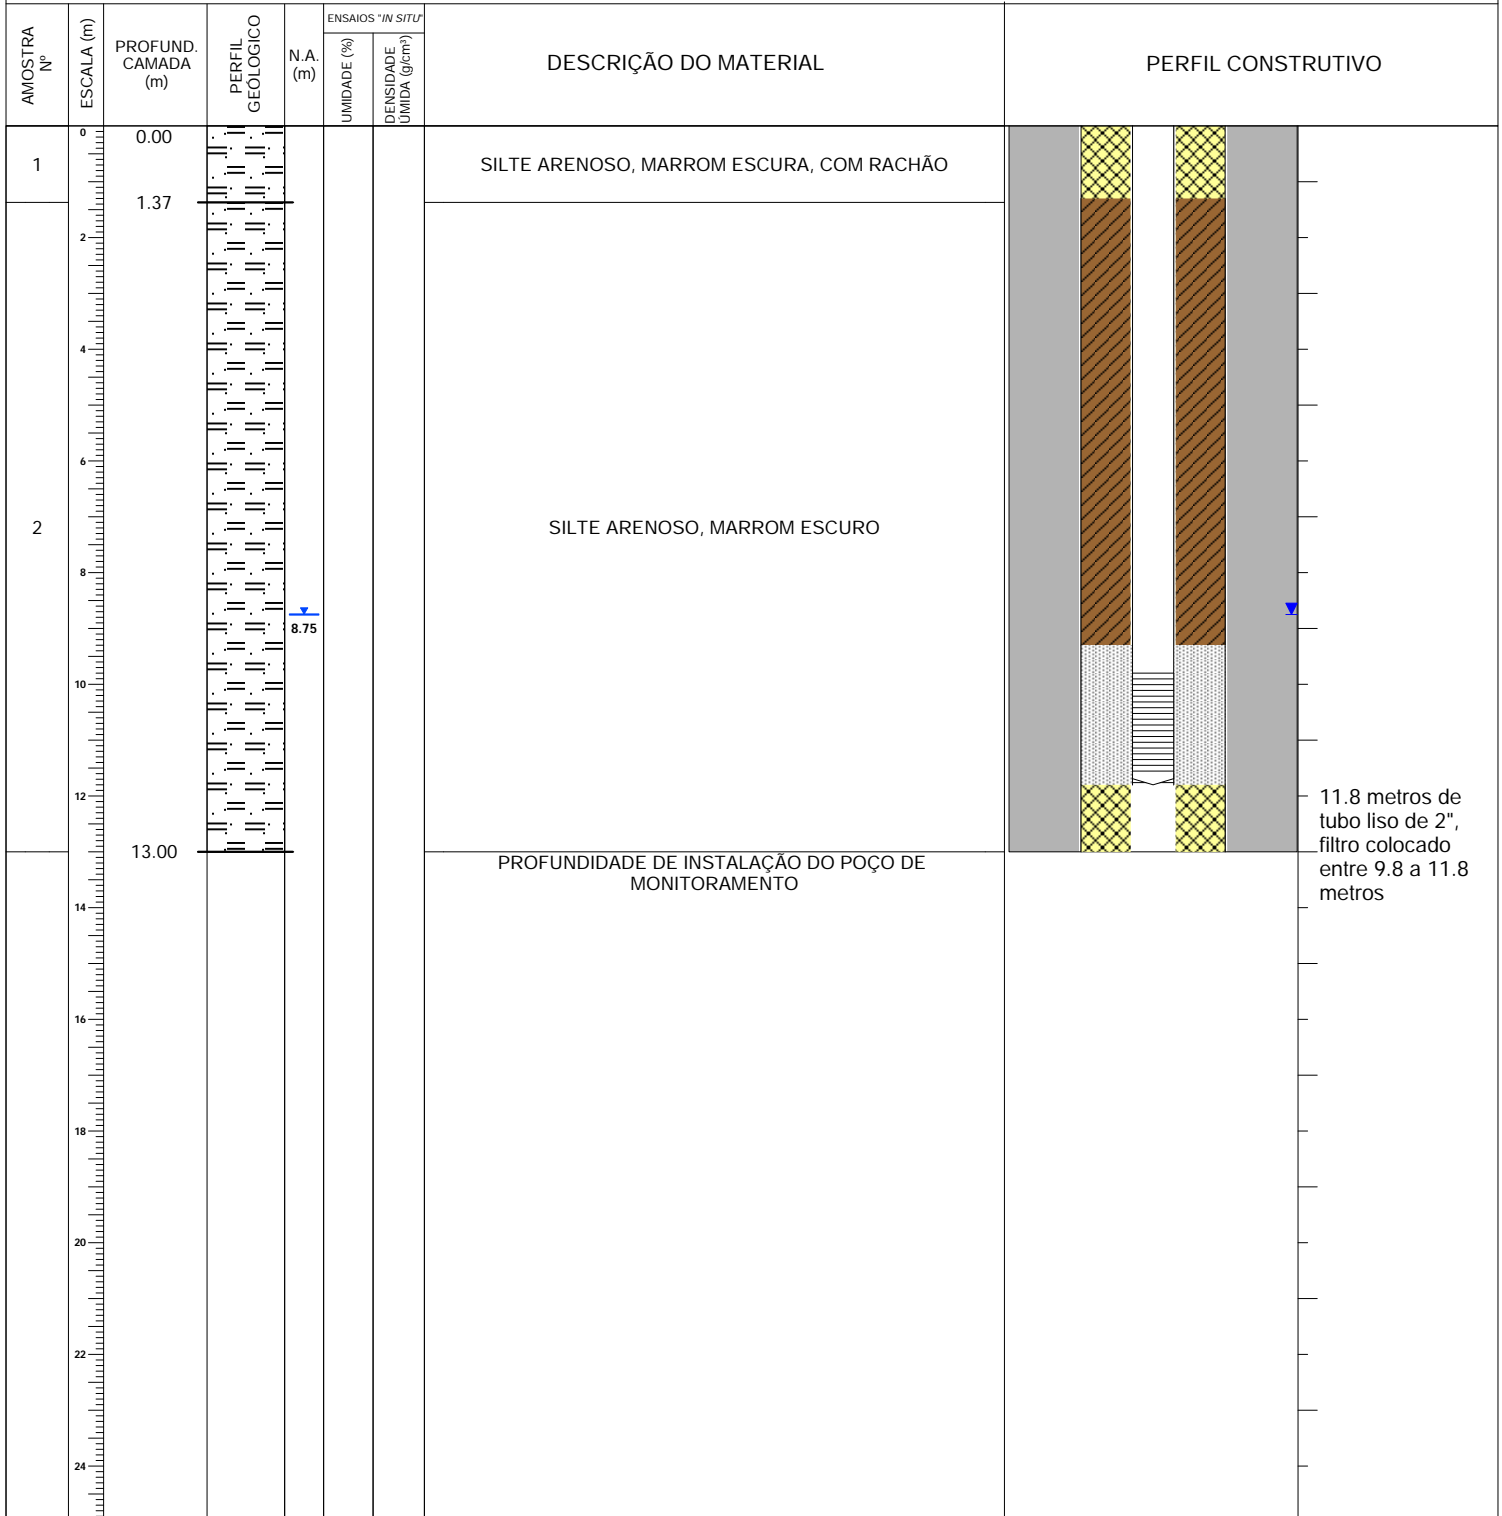 AMOSTRA
Nº
ESCALA (m)
PROFUND.
CAMADA
(m)
PERFIL
GEÓLOGICO
N.A.
(m)
ENSAIOS "IN SITU"
UMIDADE (%)
DENSIDADE
ÚMIDA (g/cm³)
DESCRIÇÃO DO MATERIAL
PERFIL CONSTRUTIVO
0
0.00
1
SILTE ARENOSO, MARROM ESCURA, COM RACHÃO
1.37
2
4
6
2
SILTE ARENOSO, MARROM ESCURO
8
8.75
10
12
11.8 metros de
tubo liso de 2",
filtro colocado
entre 9.8 a 11.8
metros
13.00
PROFUNDIDADE DE INSTALAÇÃO DO POÇO DE
MONITORAMENTO
14
16
18
20
22
24